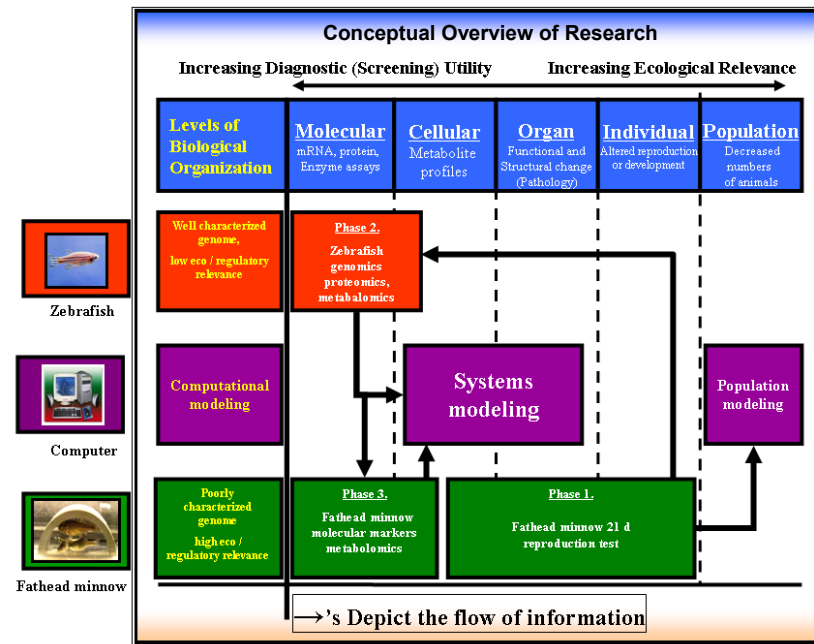 Conceptual Overview of Research
Increasing Diagnostic (Screening) Utility
Increasing Ecological Relevance
Levels of
Biological
Organization
Molecular
mRNA, protein,
Enzyme assays
Cellular
Metabolite
profiles
Organ
Functional and
Structural change
(Pathology)
Individual
Altered reproduction
or development
Population
Decreased
numbers
of animals
Zebrafish
Well characterized
genome,
low eco / regulatory
relevance
Phase 2.
Zebrafish
genomics
proteomics,
metabalomics
Computer
Computational
modeling
Systems
modeling
Population
modeling
Fathead minnow
Poorly
characterized
genome
high eco /
regulatory relevance
Phase 3.
Fathead minnow
molecular markers
metabolomics
Phase 1.
Fathead minnow 21 d
reproduction test
→'s Depict the flow of information